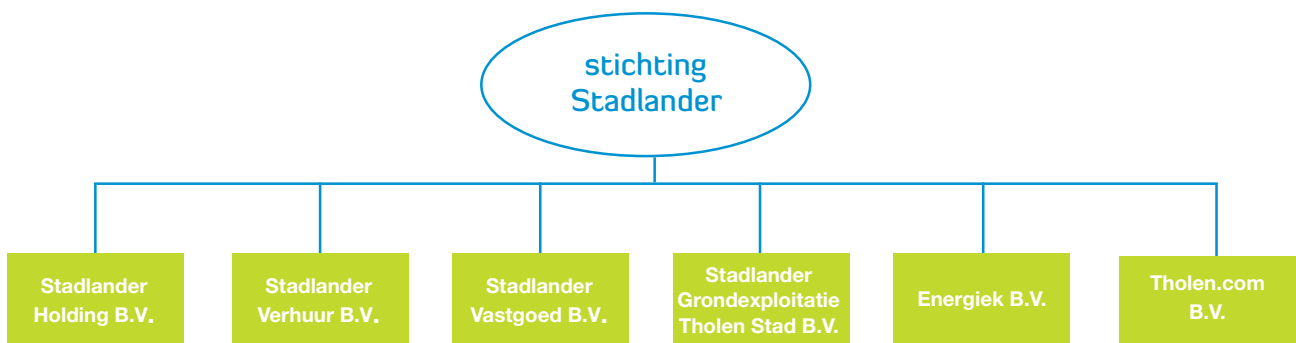 stichting
Stadlander
Stadlander
Holding B.V.
Stadlander
Verhuur B.V.
Stadlander
Vastgoed B.V.
Stadlander
Grondexploitatie
Tholen Stad B.V.
Energiek B.V.
Tholen.com
B.V.